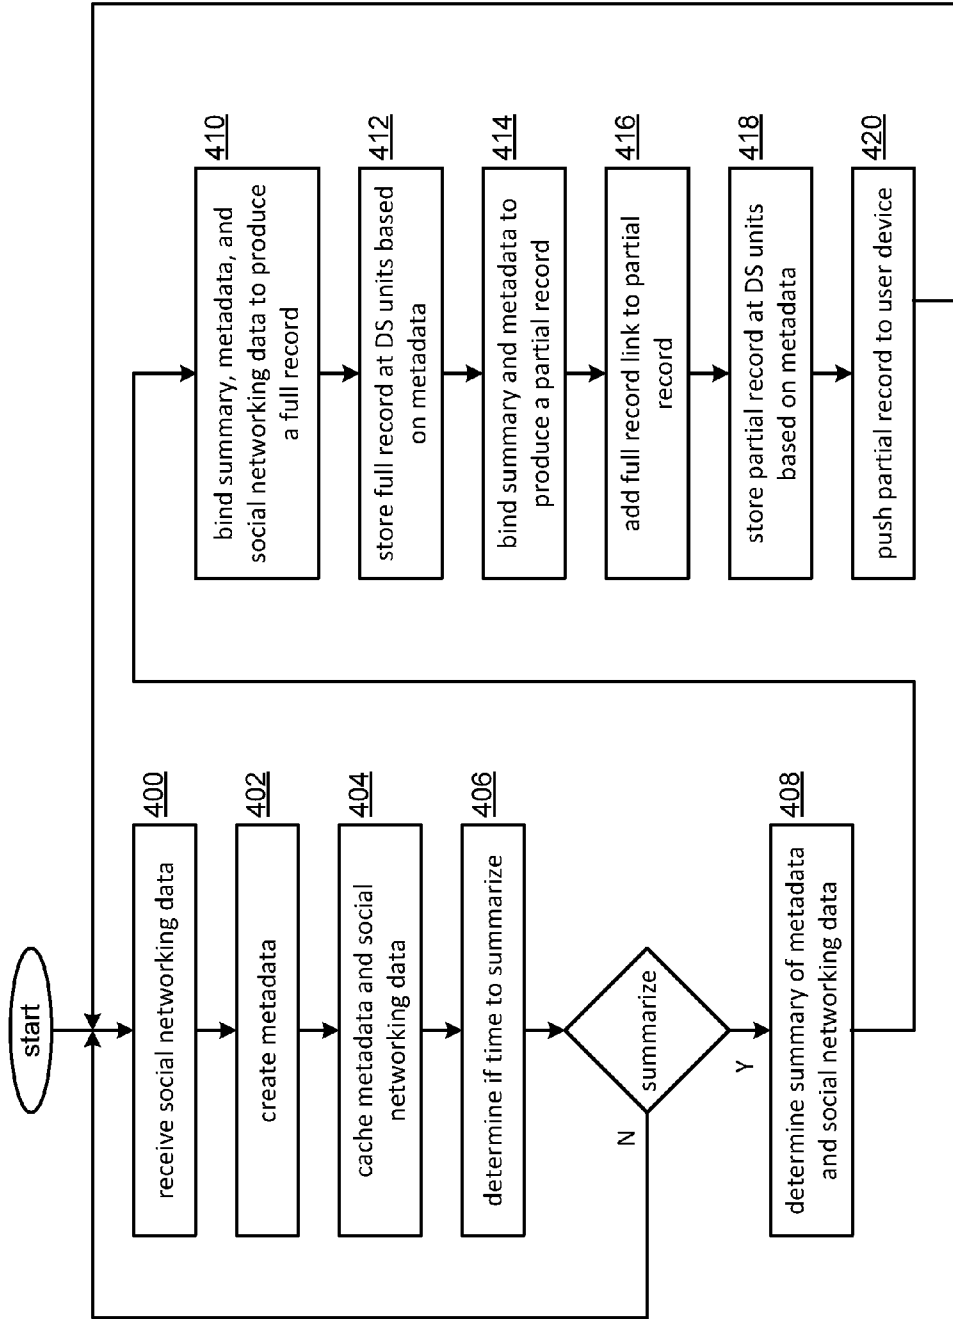 start
400
receive social networking data
402
create metadata
404
cache metadata and social
networking data
406
determine if time to summarize
summarize
N
Y
408
determine summary of metadata
and social networking data
410
bind summary, metadata, and
social networking data to produce
a full record
412
store full record at DS units based
on metadata
414
bind summary and metadata to
produce a partial record
416
add full record link to partial
record
418
store partial record at DS units
based on metadata
420
push partial record to user device